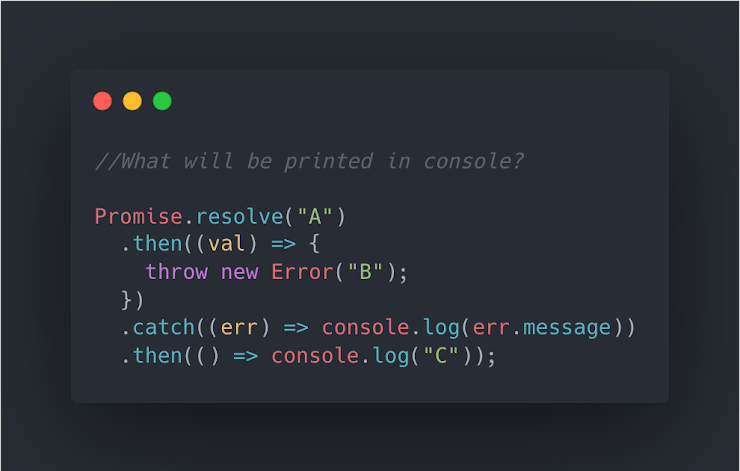 //What will be printed in console?
Promise.resolve("A")
  .then((val) => {
    throw new Error("B");
  })
  .catch((err) => console.log(err.message))
  .then(() => console.log("C"));